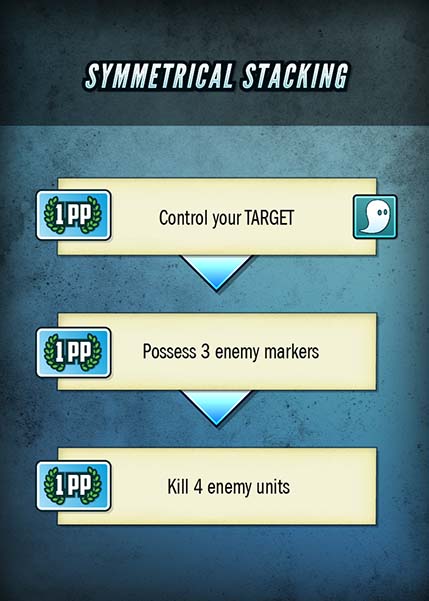 SYMMETRICAL STACKING
1PP
Control your TARGET
1PP
Possess 3 enemy markers
1PP
Kill 4 enemy units